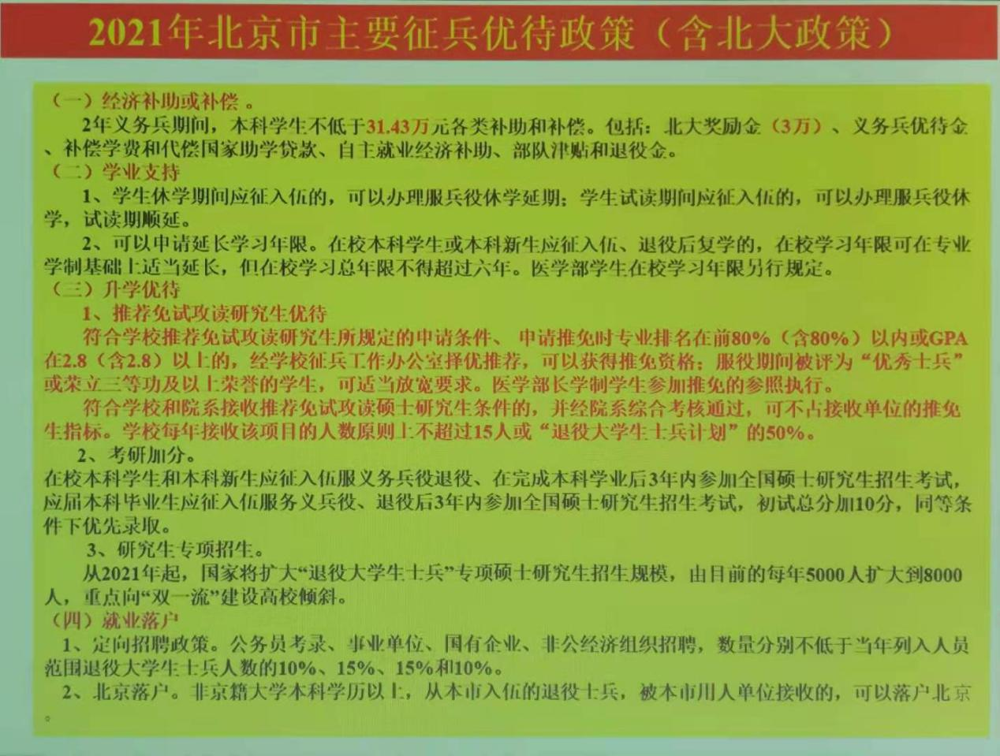 2021年北京市主要征兵优待政策（含北大政策）
（一）经济补助或补偿 。
2年义务兵期间，本科学生不低于31.43万元各类补助和补偿。包括：北大奖励金（3万）、义务兵优待金
、补偿学费和代偿国家助学贷款、自主就业经济补助、部队津贴和退役金。
（二）学业支持
1、学生休学期间应征入伍的，可以办理服兵役休学延期；学生试读期间应征入伍的，可以办理服兵役休
学，试读期顺延。
2、可以申请延长学习年限。在校本科学生或本科新生应征入伍、退役后复学的，在校学习年限可在专业
学制基础上适当延长，但在校学习总年限不得超过六年。医学部学生在校学习年限另行规定。
（三）升学优待
1、推荐免试攻读研究生优待
符合学校推荐免试攻读研究生所规定的申请条件、 申请推免时专业排名在前80%（含80%）以内或GPA
在2.8（含2.8）以上的，经学校征兵工作办公室择优推荐，可以获得推免资格；服役期间被评为“优秀士兵”
或荣立三等功及以上荣誉的学生，可适当放宽要求。医学部长学制学生参加推免的参照执行。
符合学校和院系接收推荐免试攻读硕士研究生条件的，并经院系综合考核通过，可不占接收单位的推免
生指标。学校每年接收该项目的人数原则上不超过15人或“退役大学生士兵计划”的50%。
2、考研加分。
在校本科学生和本科新生应征入伍服义务兵役退役、在完成本科学业后3年内参加全国硕士研究生招生考试，
应届本科毕业生应征入伍服务义兵役、退役后3年内参加全国硕士研究生招生考试，初试总分加10分，同等条
件下优先录取。
3、研究生专项招生。
从2021年起，国家将扩大“退役大学生士兵”专项硕士研究生招生规模，由目前的每年5000人扩大到8000
人，重点向“双一流”建设高校倾斜。
（四）就业落户
1、定向招聘政策。公务员考录、事业单位、国有企业、非公经济组织招聘，数量分别不低于当年列入人员
范围退役大学生士兵人数的10%、15%、15%和10%。
2、北京落户。非京籍大学本科学历以上，从本市入伍的退役士兵，被本市用人单位接收的，可以落户北京
。